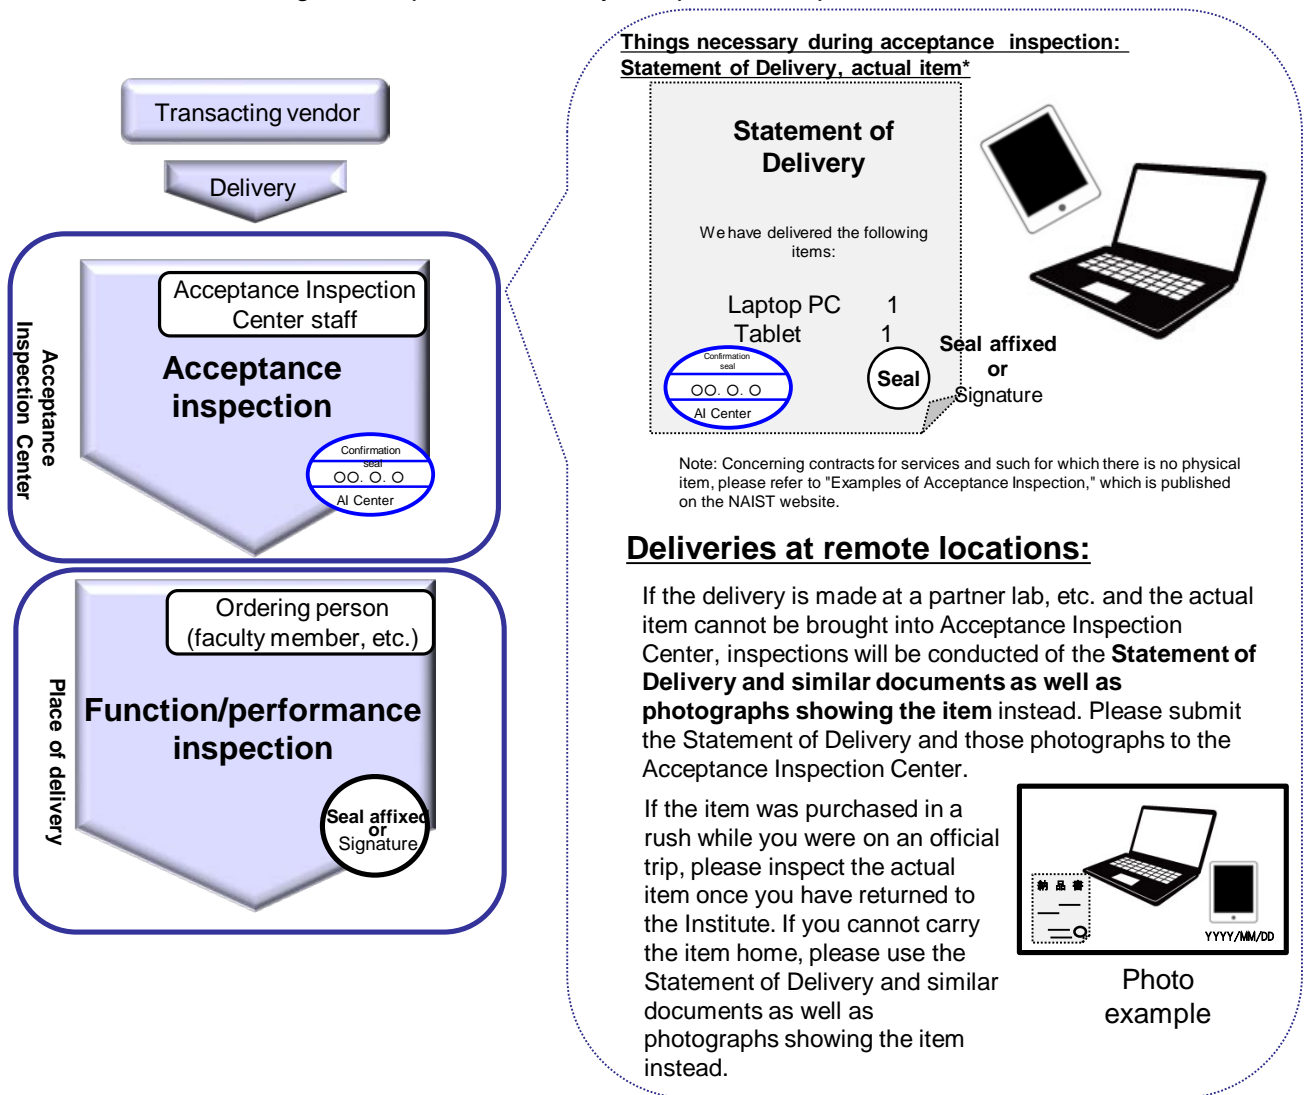 Transacting vendor
Delivery
Acceptance
Inspection Center
Acceptance Inspection
Center staff
Acceptance
inspection
Confirmation
seal
○○. ○. ○
AI Center
Place of delivery
Ordering person
(faculty member, etc.)
Function/performance
inspection
Seal affixed
or
Signature
Things necessary during acceptance inspection:
Statement of Delivery, actual item*
Statement of
Delivery
We have delivered the following
items:
Laptop PC 1
Tablet 1
Confirmation
seal
○○. ○. ○
AI Center
Seal
Seal affixed
or
Signature
Note: Concerning contracts for services and such for which there is no physical
item, please refer to "Examples of Acceptance Inspection," which is published
on the NAIST website.
Deliveries at remote locations:
If the delivery is made at a partner lab, etc. and the actual
item cannot be brought into Acceptance Inspection
Center, inspections will be conducted of the Statement of
Delivery and similar documents as well as
photographs showing the item instead. Please submit
the Statement of Delivery and those photographs to the
Acceptance Inspection Center.
If the item was purchased in a
rush while you were on an official
trip, please inspect the actual
item once you have returned to
the Institute. If you cannot carry
the item home, please use the
Statement of Delivery and similar
documents as well as
photographs showing the item
instead.
納 品 書
YYYY/MM/DD
Photo
example